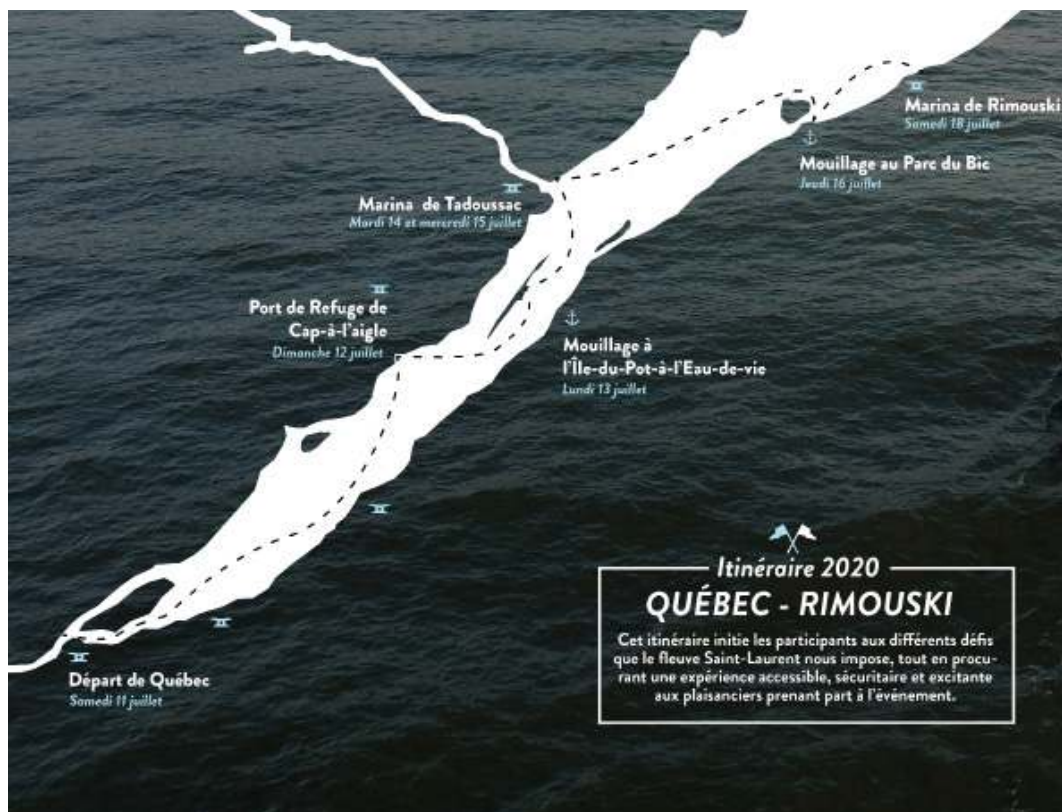 Marina de Rimouski
Samedi 18 juillet
Mouillage au Parc du Bic
Jeudi 16 juillet
Marina de Tadoussac
Mardi 14 et mercredi 15 juillet
Port de Refuge de
Cap-à-l'aigle
Dimanche 12 juillet
Mouillage à
l'Île-du-Pot-à-l'Eau-de-vie
Lundi 13 juillet
Départ de Québec
Samedi 11 juillet
Itinéraire 2020
QUÉBEC - RIMOUSKI
Cet itinéraire initie les participants aux différents défis
que le fleuve Saint-Laurent nous impose, tout en procu-
rant une expérience accessible, sécuritaire et excitante
aux plaisanciers prenant part à l'événement.